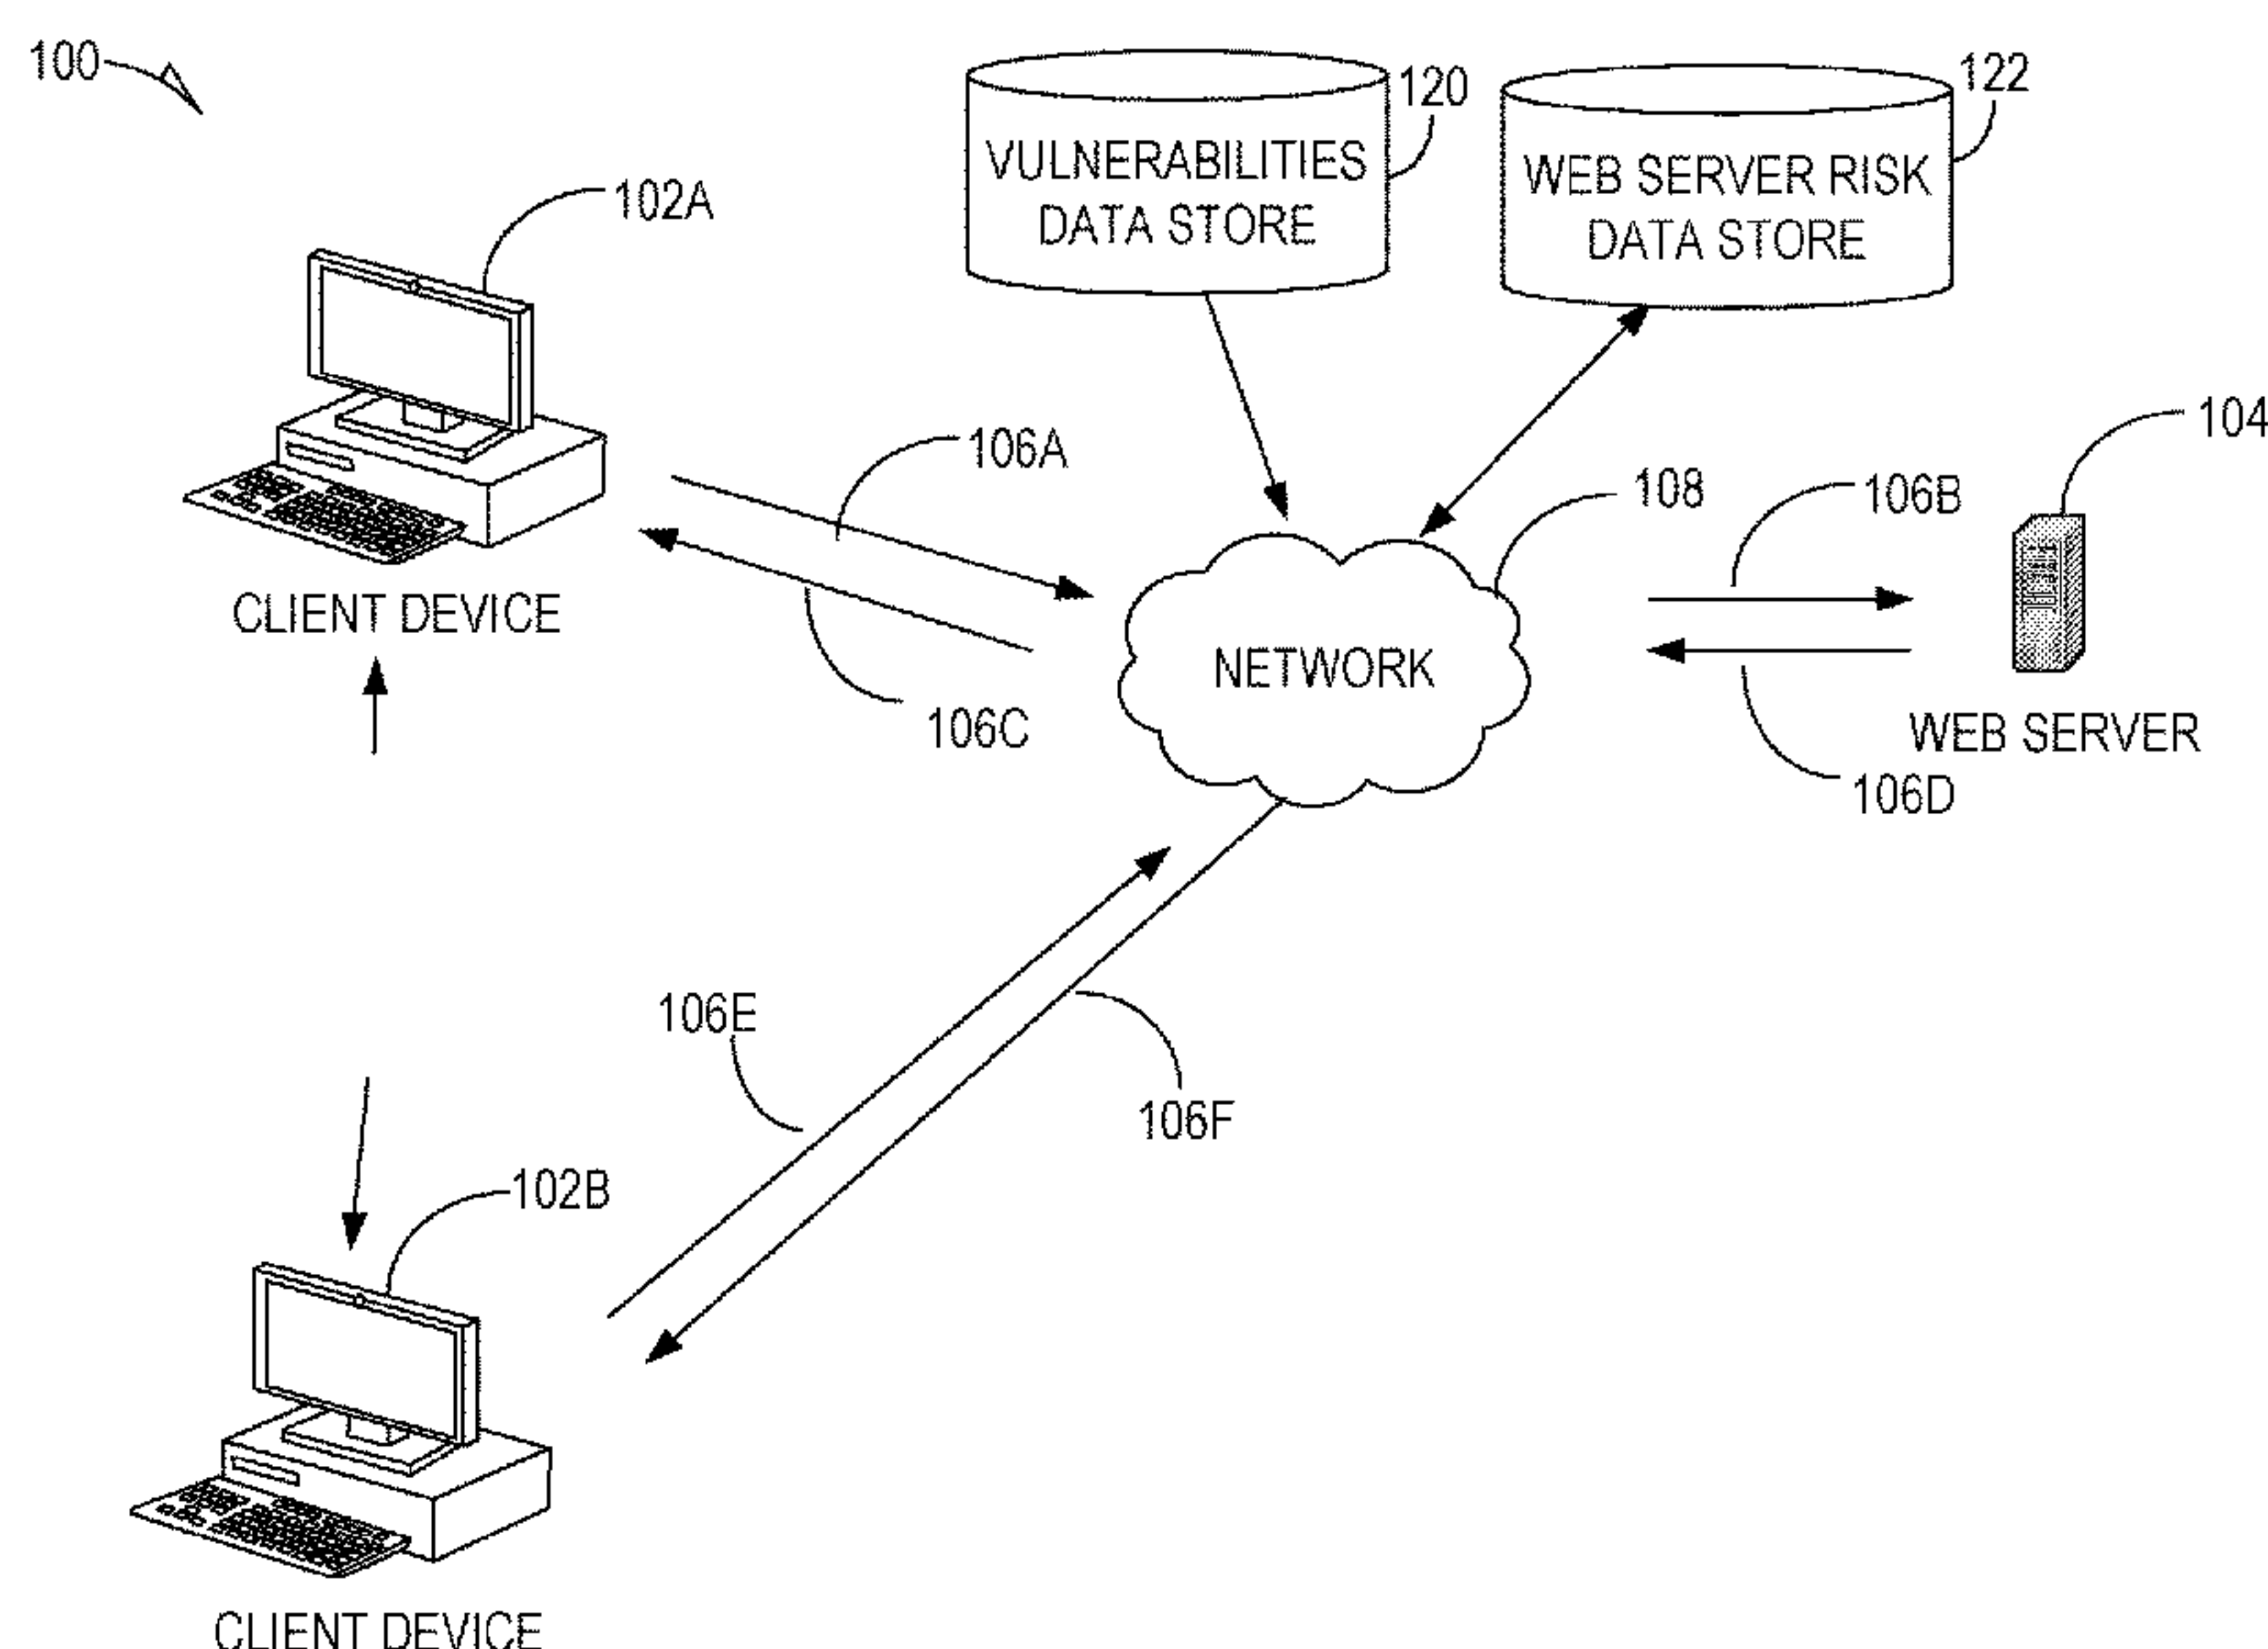 100
120
122
VULNERABILITIES
DATA STORE
WEB SERVER RISK
DATA STORE
102A
104
106A
108
106B
CLIENT DEVICE
NETWORK
106C
WEB SERVER
106D
106E
106F
102B
CLIENT DEVICE